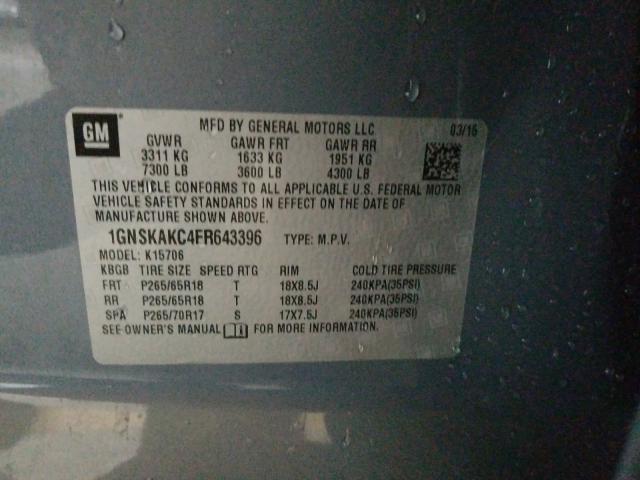 GM
MFD BY GENERAL MOTORS LLC 03/15
GVWR GAWR FRT GAWR RR
3311 KG 1633 KG 1951 KG
7300 LB 3600 LB 4300 LB
THIS VEHICLE CONFORMS TO ALL APPLICABLE U.S. FEDERAL MOTOR
VEHICLE SAFETY STANDARDS IN EFFECT ON THE DATE OF
MANUFACTURE SHOWN ABOVE.
1GNSKAKC4FR643396 TYPE: M.P.V.
MODEL: K15706
KBGB TIRE SIZE SPEED RTG RIM COLD TIRE PRESSURE
FRT P265/65R18 T 18X8.5J 240KPA(35PSI)
RR P265/65R18 T 18X8.5J 240KPA(35PSI)
SPA P265/70R17 S 17X7.5J 240KPA(35PSI)
SEE OWNER'S MANUAL FOR MORE INFORMATION.